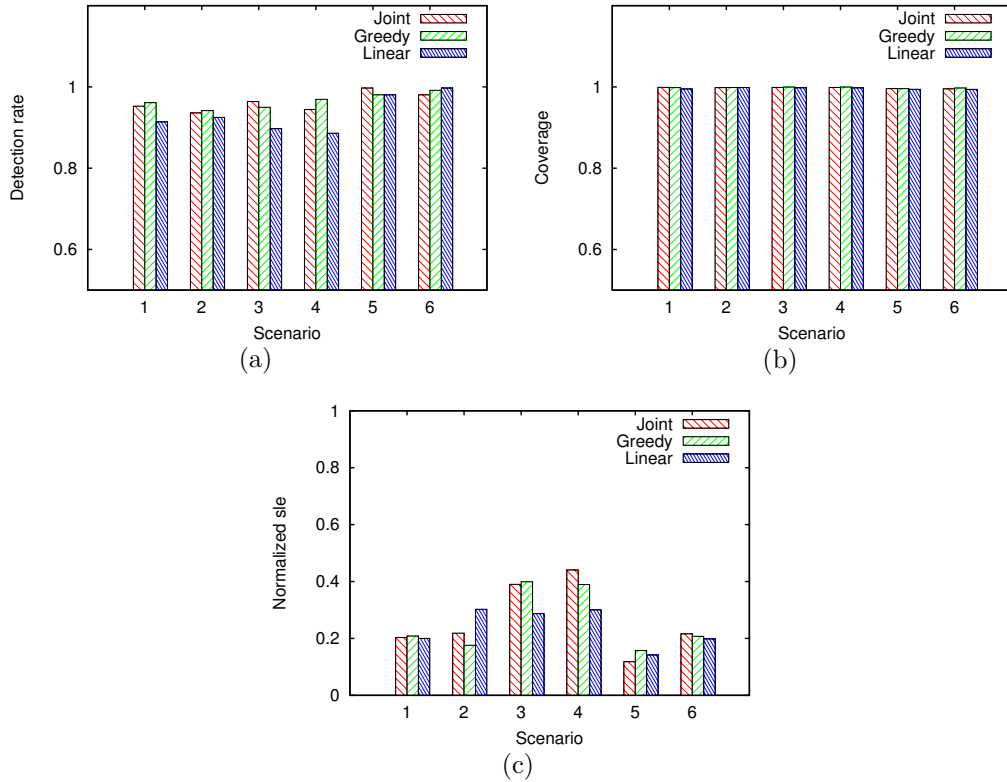 Joint
Greedy
Linear
Detection rate
1
0.8
0.6
1 2 3 4 5 6
Scenario
(a)
Joint
Greedy
Linear
Coverage
1
0.8
0.6
1 2 3 4 5 6
Scenario
(b)
Joint
Greedy
Linear
Normalized sle
1
0.8
0.6
0.4
0.2
0
1 2 3 4 5 6
Scenario
(c)